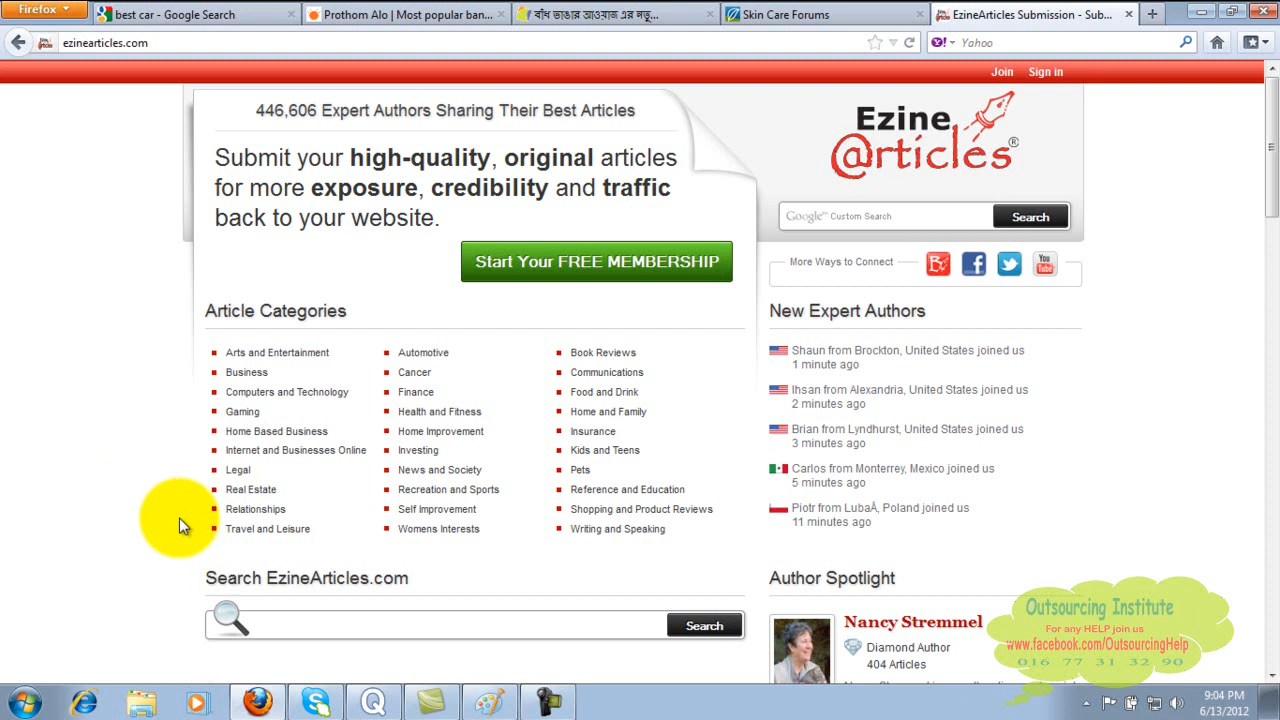 Firefox
best car - Google Search
Prothom Alo | Most popular ban...
বাঁধ ভাঙার আওয়াজ এর লতু...
Skin Care Forums
EzineArticles Submission - Sub...
ezinearticles.com
Yahoo
Join Sign in
446,606 Expert Authors Sharing Their Best Articles
Submit your high-quality, original articles
for more exposure, credibility and traffic
back to your website.
Start Your FREE MEMBERSHIP
Ezine
@rticles®
Google™ Custom Search
Search
More Ways to Connect
You
Tube
Article Categories
Arts and Entertainment
Automotive
Book Reviews
Business
Cancer
Communications
Computers and Technology
Finance
Food and Drink
Gaming
Health and Fitness
Home and Family
Home Based Business
Home Improvement
Insurance
Internet and Businesses Online
Investing
Kids and Teens
Legal
News and Society
Pets
Real Estate
Recreation and Sports
Reference and Education
Relationships
Self Improvement
Shopping and Product Reviews
Travel and Leisure
Womens Interests
Writing and Speaking
New Expert Authors
Shaun from Brockton, United States joined us
1 minute ago
Ihsan from Alexandria, United States joined us
2 minutes ago
Brian from Lyndhurst, United States joined us
3 minutes ago
Carlos from Monterrey, Mexico joined us
5 minutes ago
Piotr from LubaÅ, Poland joined us
11 minutes ago
Search EzineArticles.com
Search
Author Spotlight
Nancy Stremmel
Diamond Author
404 Articles
Outsourcing Institute
For any HELP join us
www.facebook.com/OutsourcingHelp
016 77 31 32 90
9:04 PM
6/13/2012